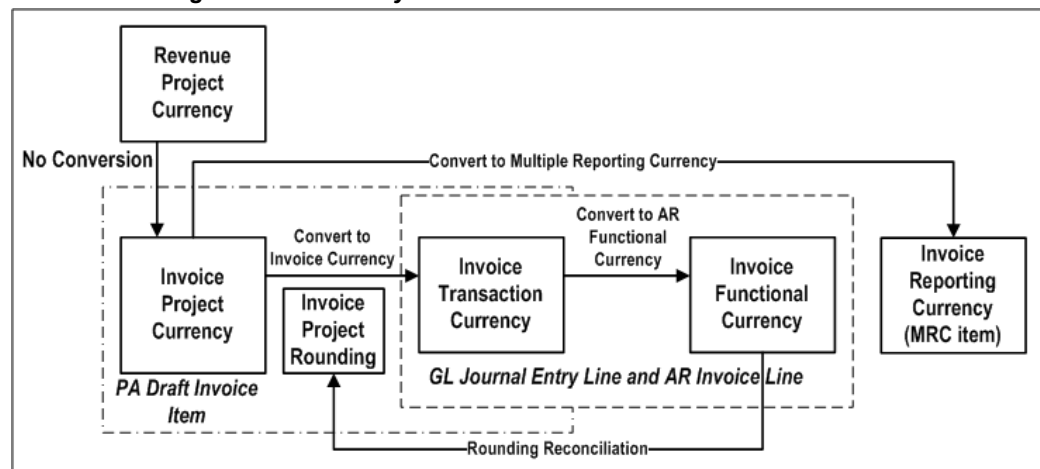 Revenue
Project
Currency
No Conversion
Convert to Multiple Reporting Currency
Convert to
Invoice Currency
Convert to AR
Functional
Currency
Invoice
Project
Currency
Invoice
Project
Rounding
Invoice
Transaction
Currency
Invoice
Functional
Currency
Invoice
Reporting
Currency
(MRC item)
PA Draft Invoice
Item
GL Journal Entry Line and AR Invoice Line
Rounding Reconciliation